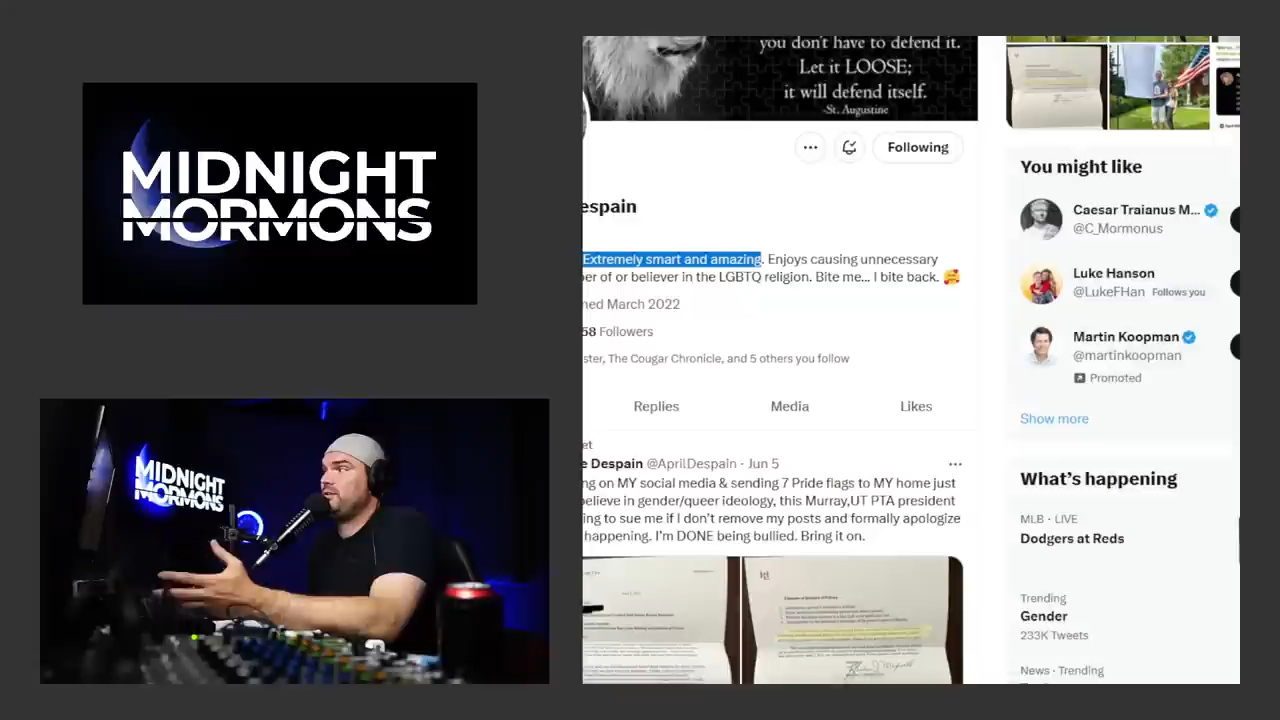 MIDNIGHT
MORMONS
MIDNIGHT
MORMONS
you don't have to defend it.
Let it LOOSE;
it will defend itself.
-St. Augustine
Following
espain
Extremely smart and amazing. Enjoys causing unnecessary
er of or believer in the LGBTQ religion. Bite me... I bite back. 🥰
ned March 2022
58 Followers
ster, The Cougar Chronicle, and 5 others you follow
Replies
Media
Likes
et
e Despain @AprilDespain · Jun 5
ng on MY social media & sending 7 Pride flags to MY home just
elieve in gender/queer ideology, this Murray,UT PTA president
ing to sue me if I don't remove my posts and formally apologize
happening. I'm DONE being bullied. Bring it on.
You might like
Caesar Traianus M...
@C_Mormonus
Luke Hanson
@LukeFHan Follows you
Martin Koopman
@martinkoopman
Promoted
Show more
What's happening
MLB · LIVE
Dodgers at Reds
Trending
Gender
233K Tweets
News · Trending